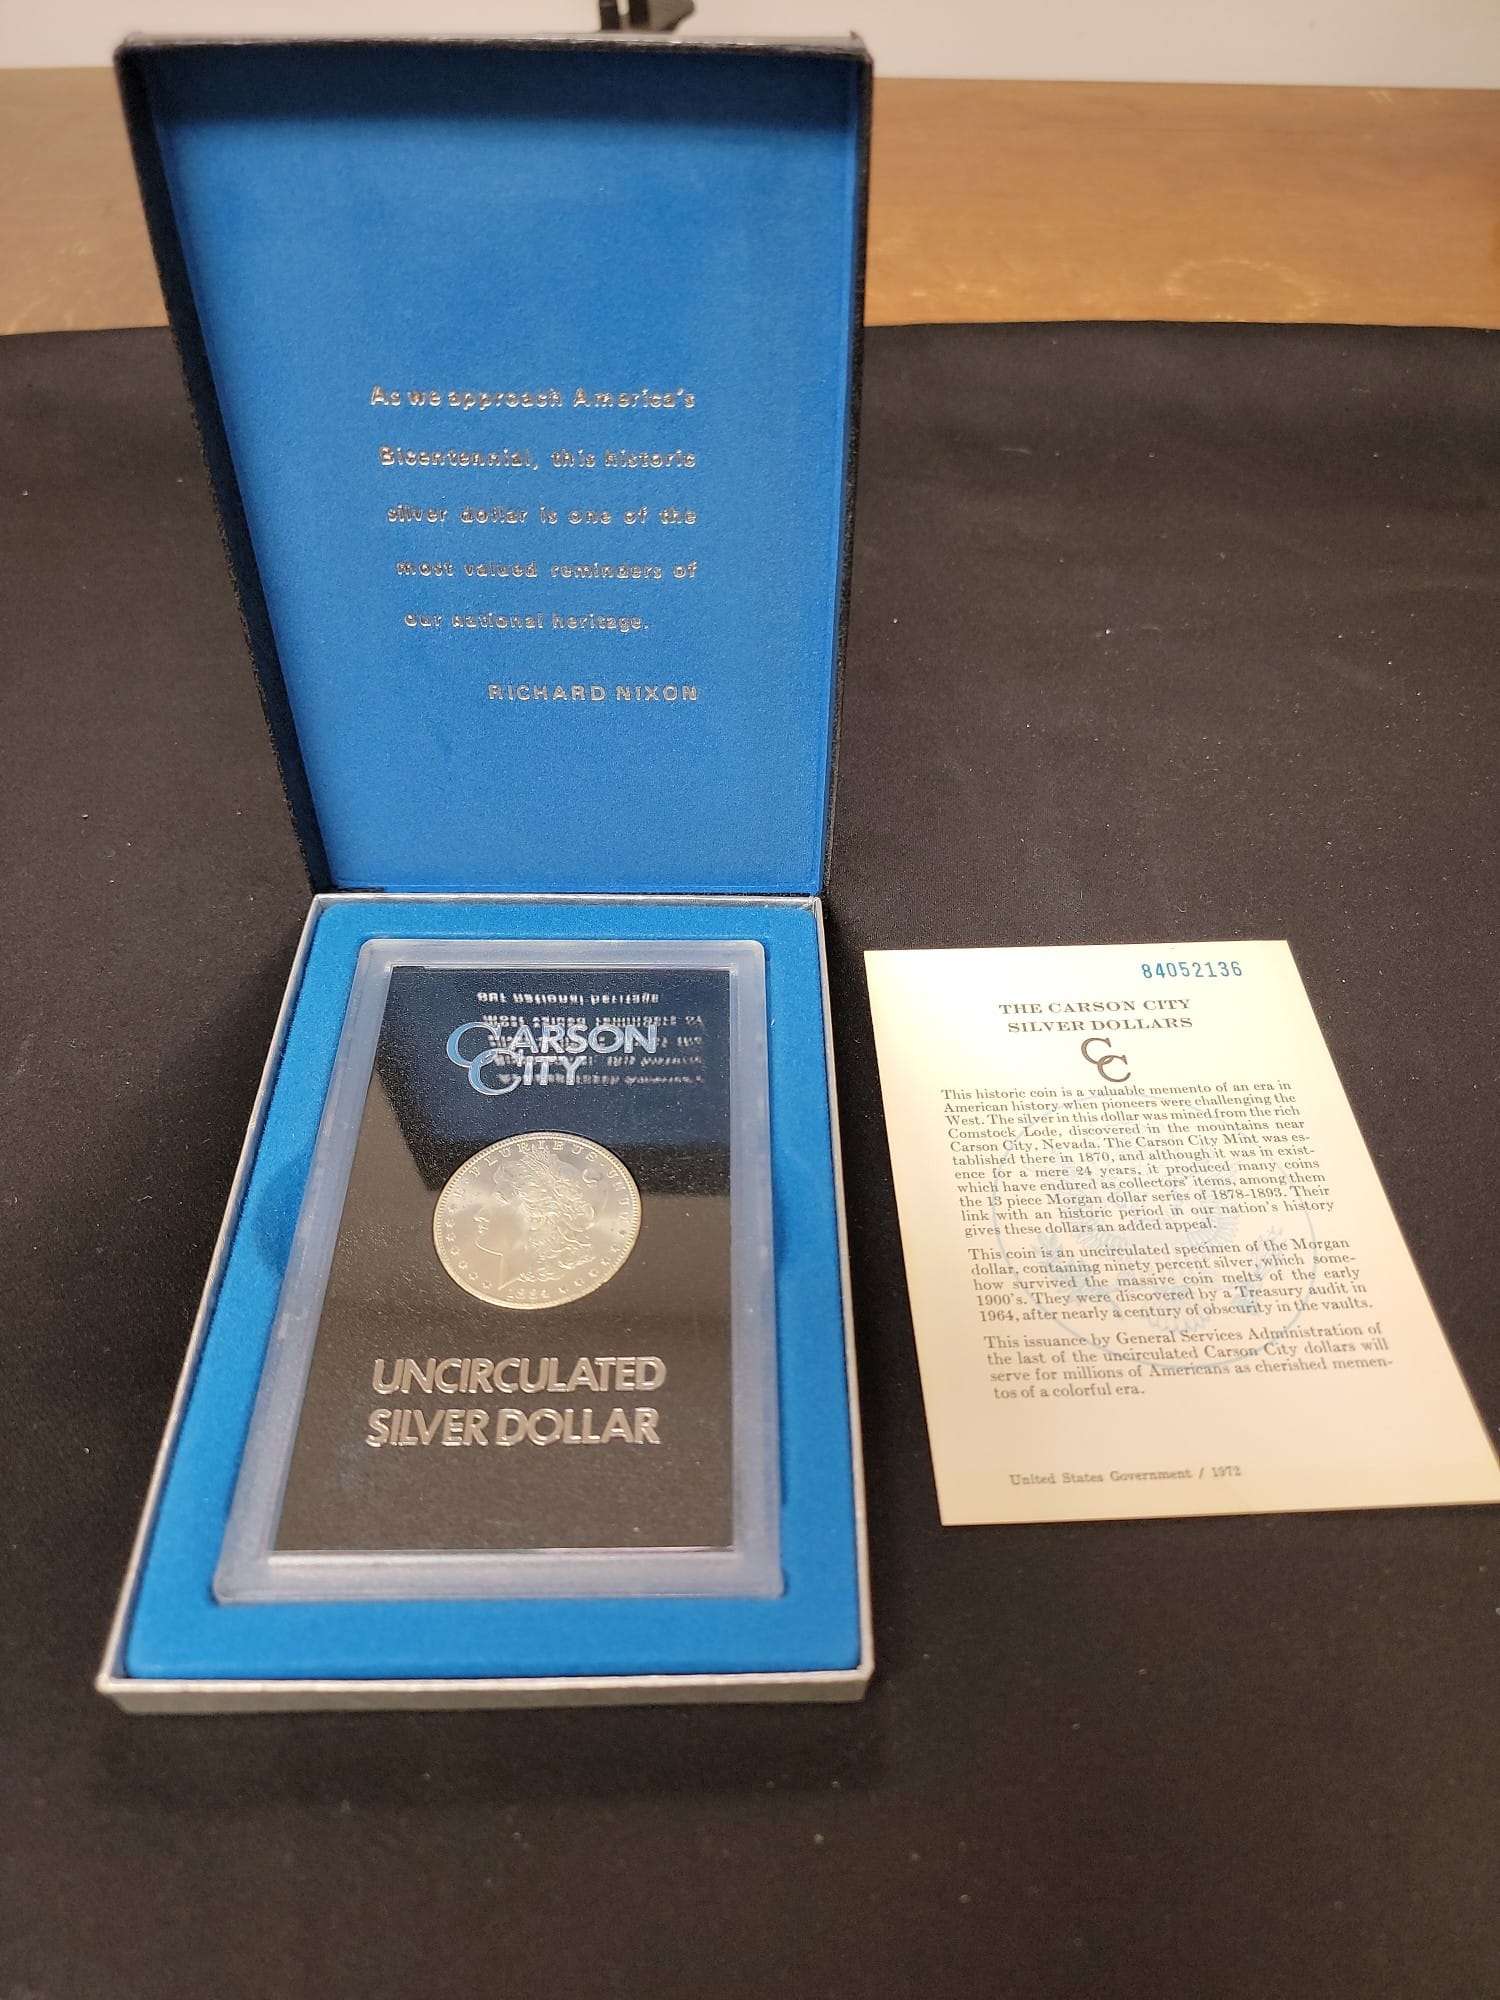 As we approach America's
Bicentennial, this historic
silver dollar is one of the
most valued reminders of
our national heritage.
RICHARD NIXON
CARSON
CITY
E PLURIBUS UNUM
1884
UNCIRCULATED
SILVER DOLLAR
84052136
THE CARSON CITY
SILVER DOLLARS
CC
This historic coin is a valuable memento of an era in
American history when pioneers were challenging the
West. The silver in this dollar was mined from the rich
Comstock Lode, discovered in the mountains near
Carson City, Nevada. The Carson City Mint was es-
tablished there in 1870, and although it was in exist-
ence for a mere 24 years, it produced many coins
which have endured as collectors' items, among them
the 13 piece Morgan dollar series of 1878-1893. Their
link with an historic period in our nation's history
gives these dollars an added appeal.
This coin is an uncirculated specimen of the Morgan
dollar, containing ninety percent silver, which some-
how survived the massive coin melts of the early
1900's. They were discovered by a Treasury audit in
1964, after nearly a century of obscurity in the vaults.
This issuance by General Services Administration of
the last of the uncirculated Carson City dollars will
serve for millions of Americans as cherished memen-
tos of a colorful era.
United States Government / 1972